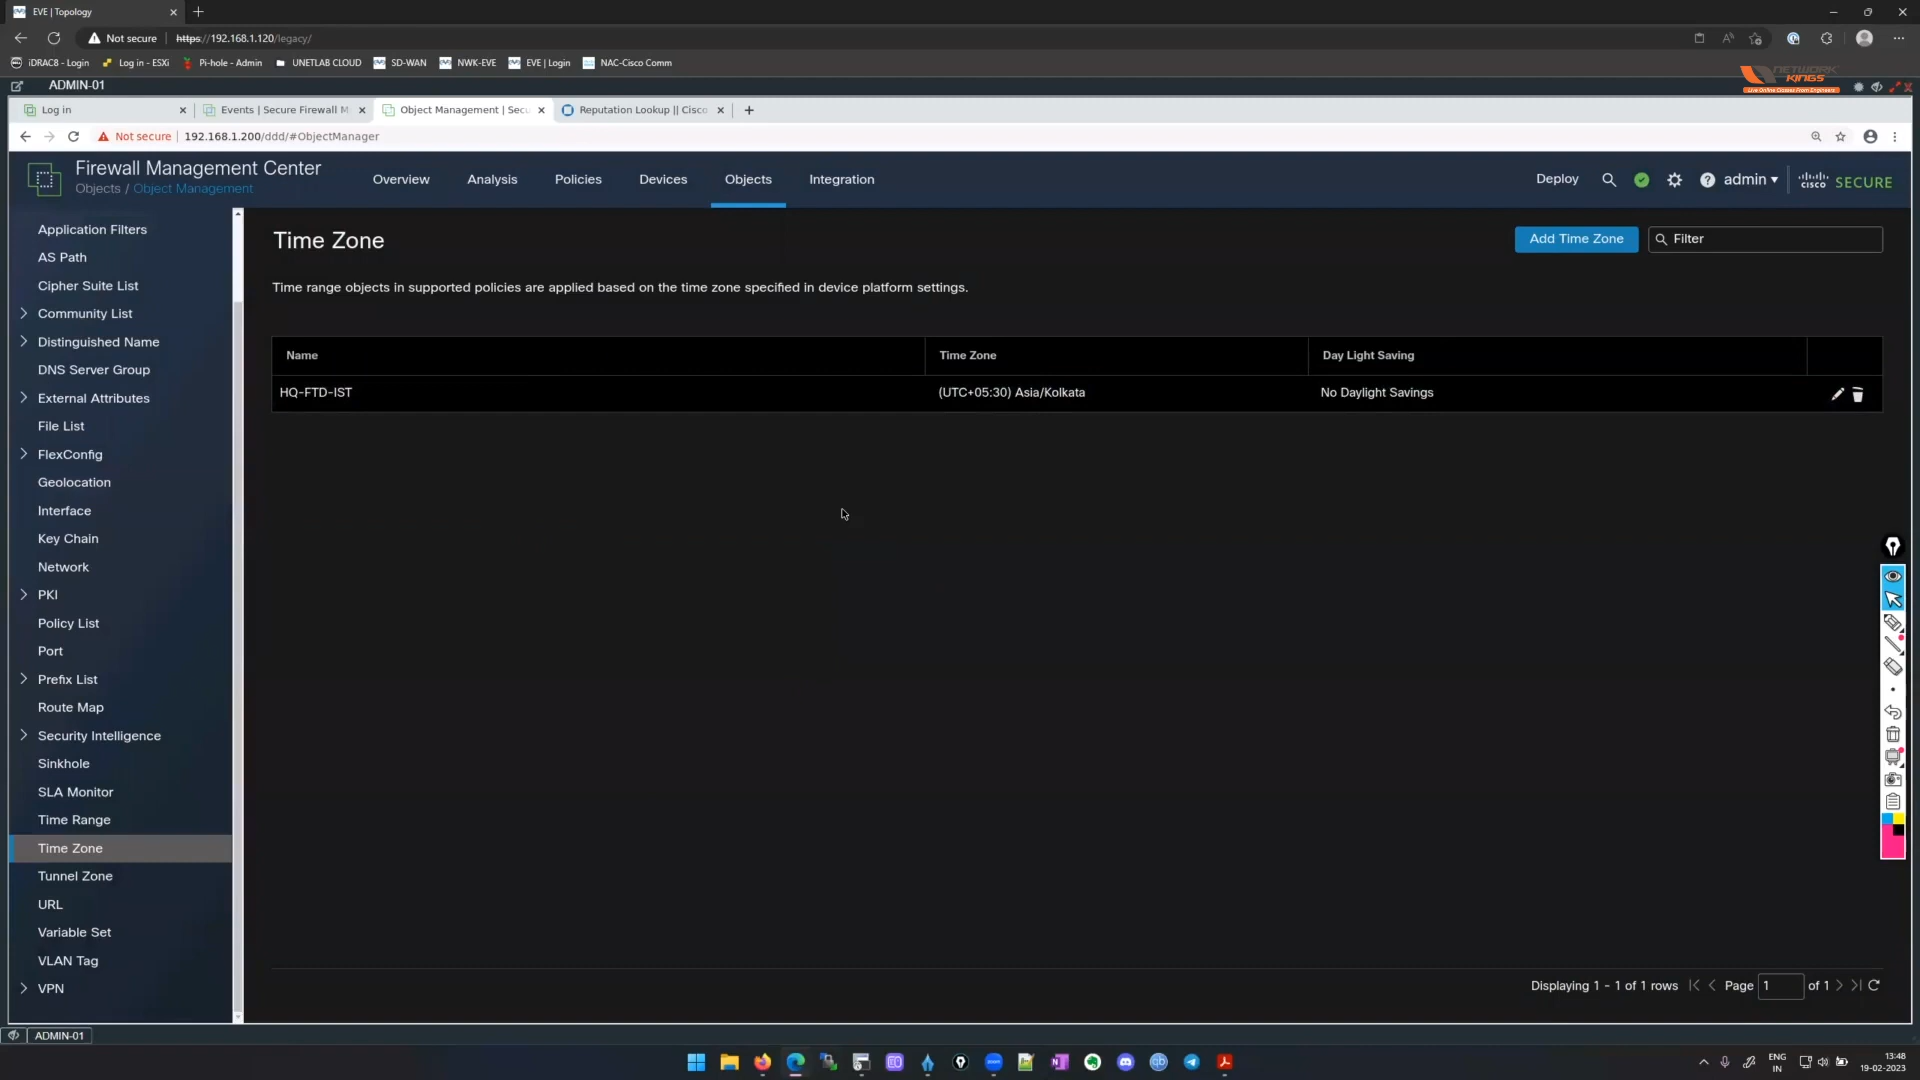 EVE | Topology
Not secure
https://192.168.1.120/legacy/
iDRAC8 - Login
Log in - ESXi
Pi-hole - Admin
UNETLAB CLOUD
SD-WAN
NWK-EVE
EVE | Login
NAC-Cisco Comm
NETWORK
KINGS
Live Online Classes From Engineers
ADMIN-01
Log in
Events | Secure Firewall M
Object Management | Secu
Reputation Lookup || Cisco
Not secure
192.168.1.200/ddd/#ObjectManager
Firewall Management Center
Objects / Object Management
Overview
Analysis
Policies
Devices
Objects
Integration
Deploy
admin
cisco SECURE
Application Filters
AS Path
Cipher Suite List
Community List
Distinguished Name
DNS Server Group
External Attributes
File List
FlexConfig
Geolocation
Interface
Key Chain
Network
PKI
Policy List
Port
Prefix List
Route Map
Security Intelligence
Sinkhole
SLA Monitor
Time Range
Time Zone
Tunnel Zone
URL
Variable Set
VLAN Tag
VPN
Time Zone
Add Time Zone
Filter
Time range objects in supported policies are applied based on the time zone specified in device platform settings.
Name
Time Zone
Day Light Saving
HQ-FTD-IST
(UTC+05:30) Asia/Kolkata
No Daylight Savings
Displaying 1 - 1 of 1 rows
Page 1 of 1
ADMIN-01
ENG
IN
13:48
19-02-2023